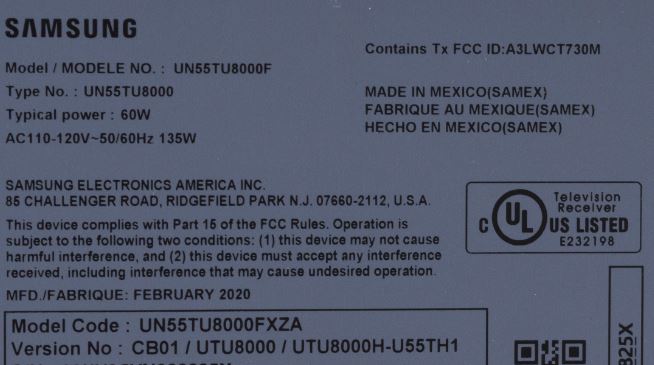 SAMSUNG
Contains Tx FCC ID:A3LWCT730M
Model / MODELE NO. : UN55TU8000F
Type No. : UN55TU8000
Typical power : 60W
AC110-120V~50/60Hz 135W
MADE IN MEXICO(SAMEX)
FABRIQUE AU MEXIQUE(SAMEX)
HECHO EN MEXICO(SAMEX)
SAMSUNG ELECTRONICS AMERICA INC.
85 CHALLENGER ROAD, RIDGEFIELD PARK N.J. 07660-2112, U.S.A.
This device complies with Part 15 of the FCC Rules. Operation is
subject to the following two conditions: (1) this device may not cause
harmful interference, and (2) this device must accept any interference
received, including interference that may cause undesired operation.
MFD./FABRIQUE: FEBRUARY 2020
C UL
Television
Receiver
US LISTED
E232198
Model Code : UN55TU8000FXZA
Version No : CB01 / UTU8000 / UTU8000H-U55TH1
825X